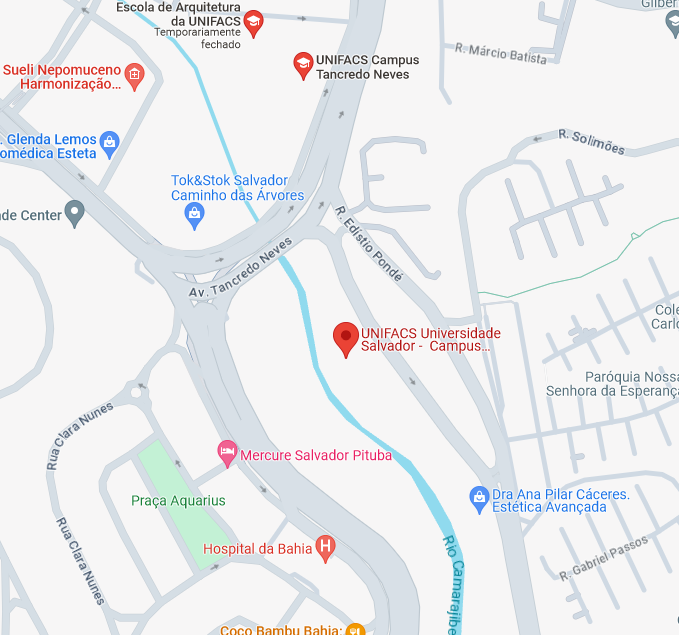 Escola de Arquitetura
da UNIFACS
Temporariamente
fechado
Gilber
UNIFACS Campus
Tancredo Neves
R. Márcio Batista
Sueli Nepomuceno
Harmonização...
. Glenda Lemos
omédica Esteta
R. Solimões
Tok&Stok Salvador
Caminho das Árvores
de Center
R. Edistio Pondé
Av. Tancredo Neves
Cole
Carlo
UNIFACS Universidade
Salvador - Campus...
Paróquia Nossa
Senhora da Esperança
Rua Clara Nunes
Mercure Salvador Pituba
Praça Aquarius
Dra Ana Pilar Cáceres.
Estética Avançada
Rua Clara Nunes
Hospital da Bahia
Rio Camarajibe
R. Gabriel Passos
Coco Bambu Bahia: